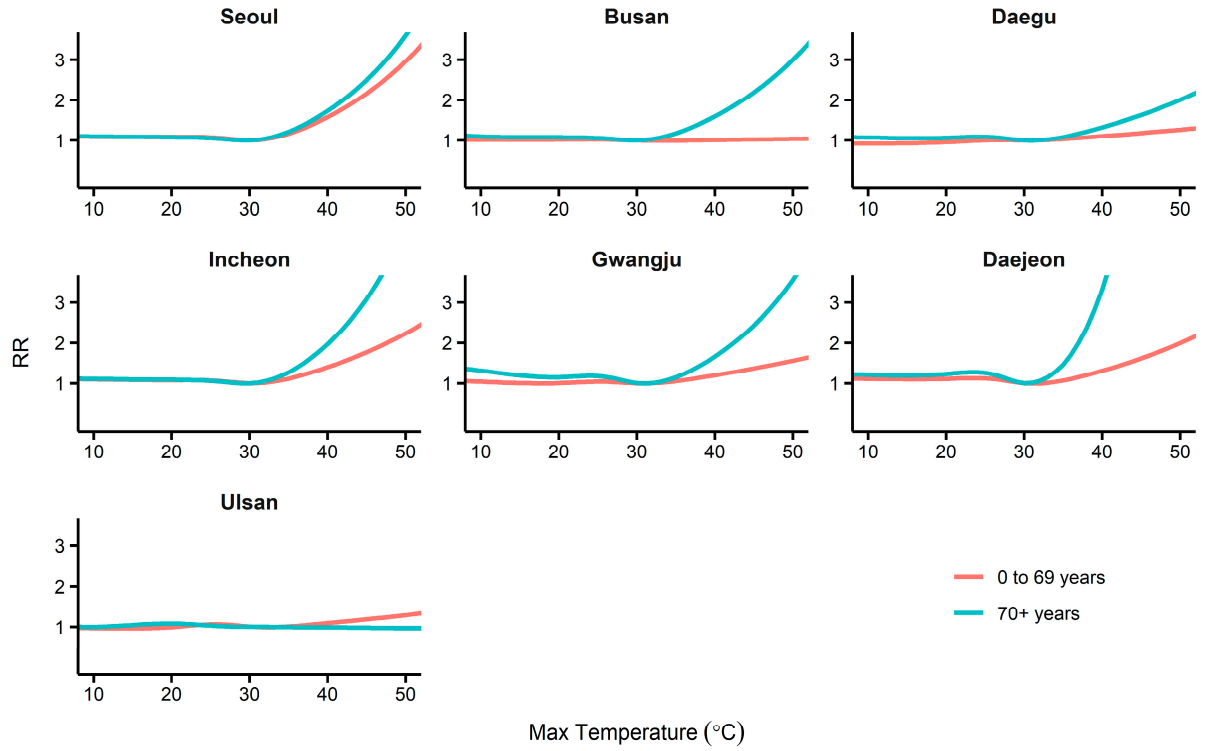 Seoul Busan Daegu
3 3 3
2 2 2
1 1 1
10 20 30 40 50 10 20 30 40 50 10 20 30 40 50
Incheon Gwangju Daejeon
3 3 3
2 2 2
1 1 1
10 20 30 40 50 10 20 30 40 50 10 20 30 40 50
RR
Ulsan
3
2
1
10 20 30 40 50
0 to 69 years
70+ years
Max Temperature (°C)